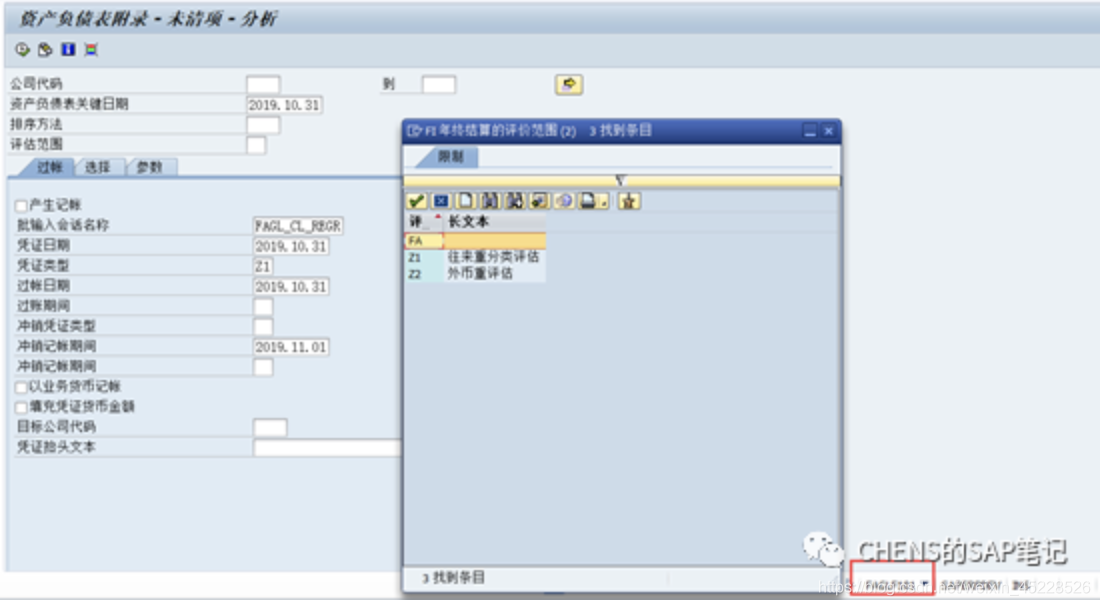 资产负债表附录 - 未清项 - 分析
公司代码
到
资产负债表关键日期 2019.10.31
排序方法
评估范围
过帐 选择 参数
产生记帐
批输入会话名称 FAGL_CL_REGR
凭证日期 2019.10.31
凭证类型 Z1
过帐日期 2019.10.31
过账期间
冲销凭证类型
冲销记帐期间 2019.11.01
冲销记帐期间
以业务货币记帐
填充凭证货币金额
目标公司代码
凭证抬头文本
FI 年终结算的评价范围 (2) 3 找到条目
限制
评.. 长文本
FA
Z1 往来重分类评估
Z2 外币重评估
3 找到条目
CHENS的SAP笔记